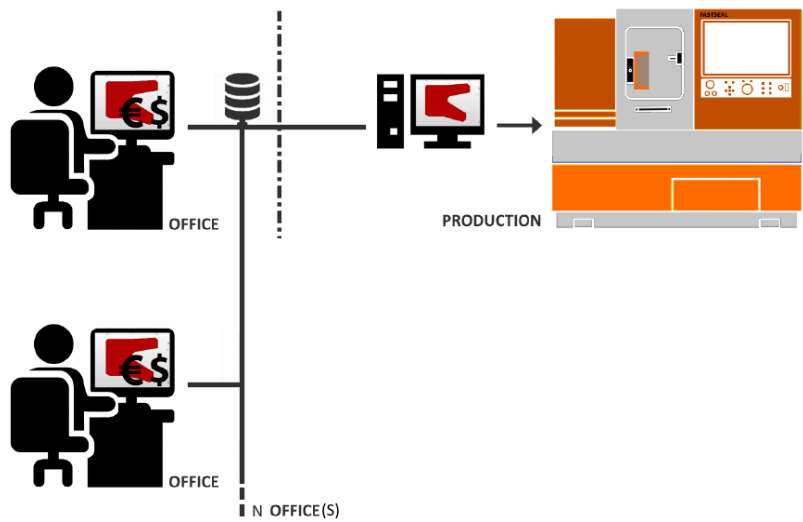 FASTSEAL
€$
OFFICE
PRODUCTION
€$
OFFICE
N OFFICE(S)